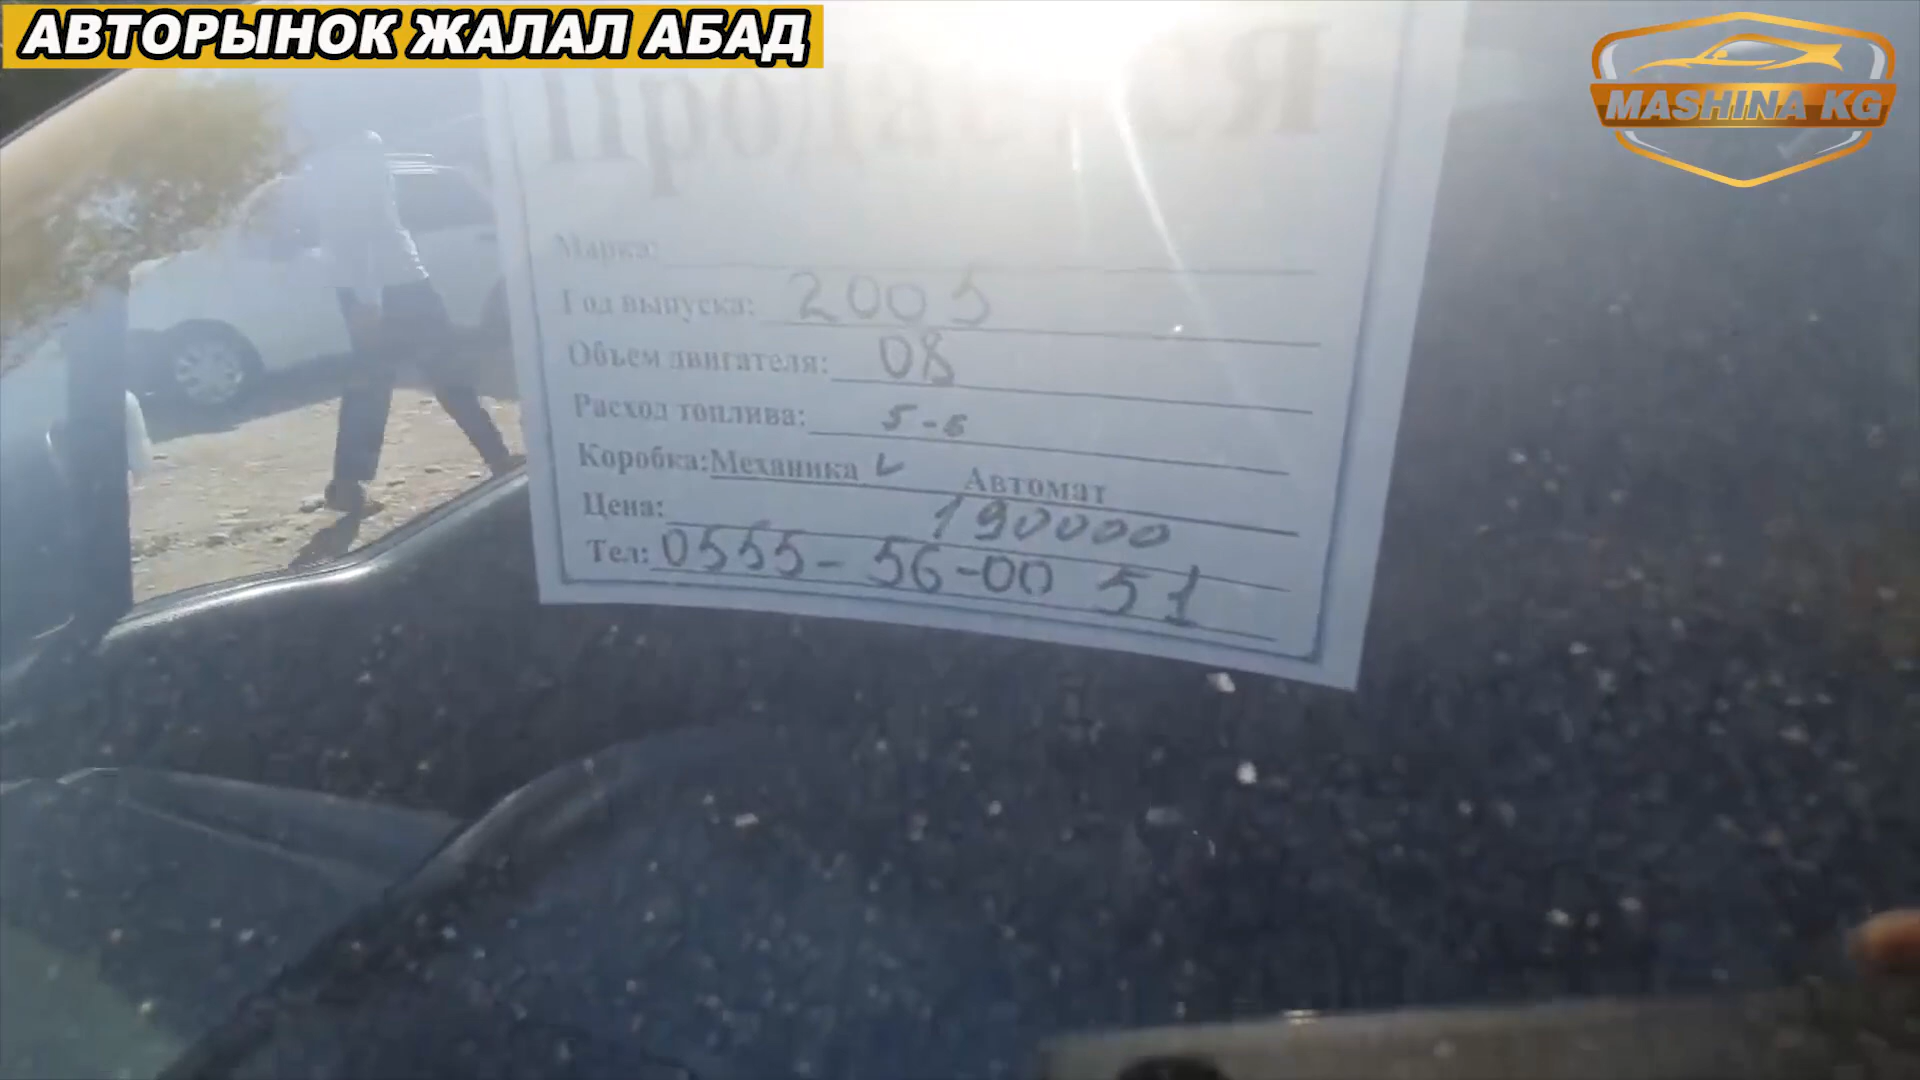 АВТОРЫНОК ЖАЛАЛ АБАД
MASHINA KG
Продается
Марка:
Год выпуска: 2005
Объем двигателя: 08
Расход топлива: 5-6
Коробка: Механика ✓ Автомат
Цена: 190000
Тел: 0555-56-00 51